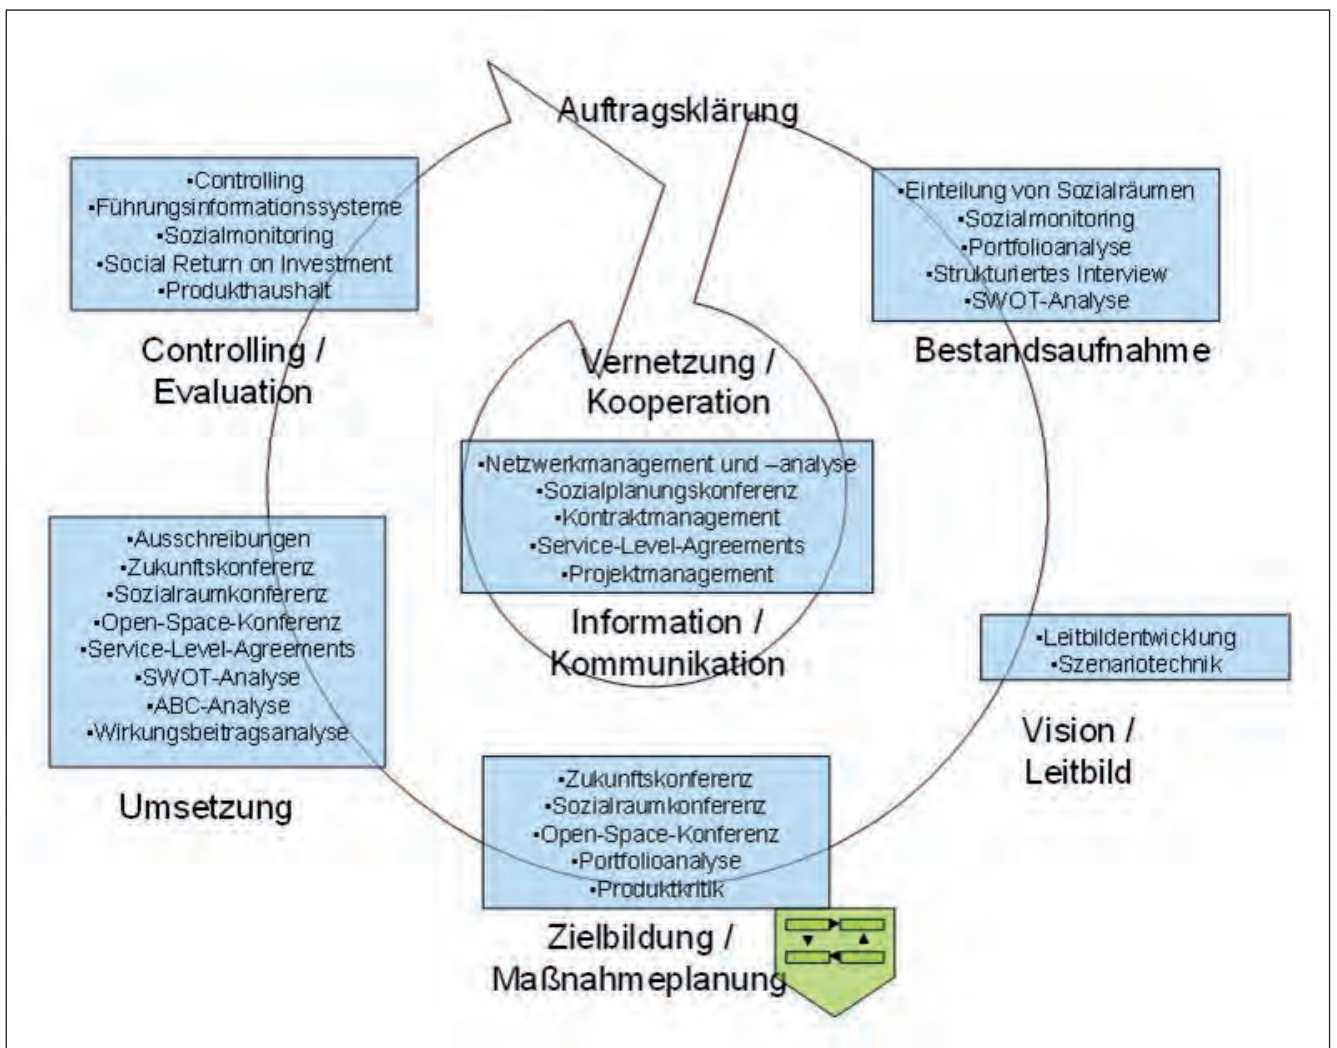 Auftragsklärung
▪Controlling
▪Führungsinformationssysteme
▪Sozialmonitoring
▪Social Return on Investment
▪Produkthaushalt
Controlling /
Evaluation
▪Einteilung von Sozialräumen
▪Sozialmonitoring
▪Portfolioanalyse
▪Strukturiertes Interview
▪SWOT-Analyse
Bestandsaufnahme
Vernetzung /
Kooperation
▪Netzwerkmanagement und –analyse
▪Sozialplanungskonferenz
▪Kontraktmanagement
▪Service-Level-Agreements
▪Projektmanagement
Information /
Kommunikation
▪Ausschreibungen
▪Zukunftskonferenz
▪Sozialraumkonferenz
▪Open-Space-Konferenz
▪Service-Level-Agreements
▪SWOT-Analyse
▪ABC-Analyse
▪Wirkungsbeitragsanalyse
Umsetzung
▪Leitbildentwicklung
▪Szenariotechnik
Vision /
Leitbild
▪Zukunftskonferenz
▪Sozialraumkonferenz
▪Open-Space-Konferenz
▪Portfolioanalyse
▪Produktkritik
Zielbildung /
Maßnahmeplanung